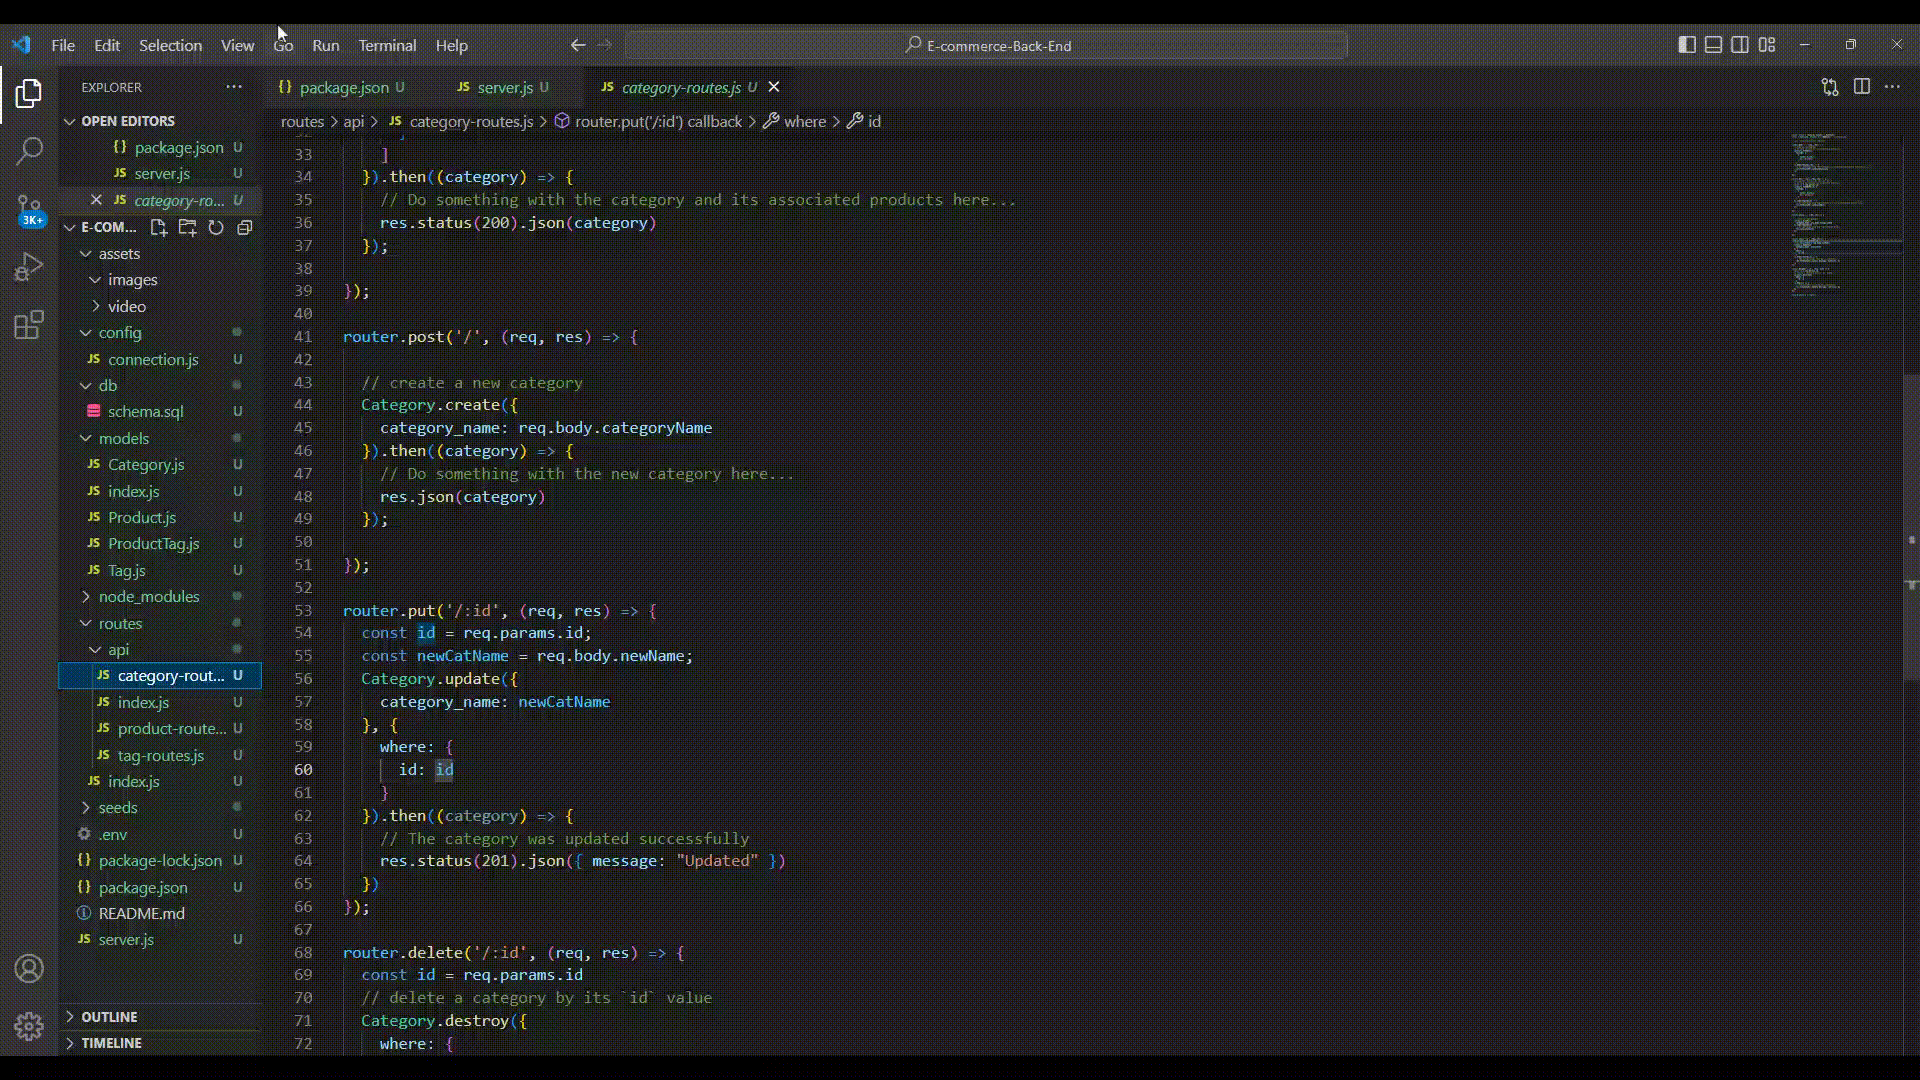 File Edit Selection View Go Run Terminal Help
E-commerce-Back-End
EXPLORER
OPEN EDITORS
{} package.json U
JS server.js U
JS category-ro... U
E-COM...
assets
images
video
config
JS connection.js U
db
schema.sql U
models
JS Category.js U
JS index.js U
JS Product.js U
JS ProductTag.js U
JS Tag.js U
node_modules
routes
api
JS category-rout... U
JS index.js U
JS product-route... U
JS tag-routes.js U
JS index.js U
seeds
.env U
{} package-lock.json U
{} package.json U
README.md
JS server.js U
OUTLINE
TIMELINE
3K+
{} package.json U JS server.js U JS category-routes.js U
routes > api > JS category-routes.js > router.put('/:id') callback > where > id
33 ]
34 }).then((category) => {
35 // Do something with the category and its associated products here...
36 res.status(200).json(category)
37 });
38
39 });
40
41 router.post('/', (req, res) => {
42
43 // create a new category
44 Category.create({
45 category_name: req.body.categoryName
46 }).then((category) => {
47 // Do something with the new category here...
48 res.json(category)
49 });
50
51 });
52
53 router.put('/:id', (req, res) => {
54 const id = req.params.id;
55 const newCatName = req.body.newName;
56 Category.update({
57 category_name: newCatName
58 }, {
59 where: {
60 id: id
61 }
62 }).then((category) => {
63 // The category was updated successfully
64 res.status(201).json({ message: "Updated" })
65 })
66 });
67
68 router.delete('/:id', (req, res) => {
69 const id = req.params.id
70 // delete a category by its `id` value
71 Category.destroy({
72 where: {